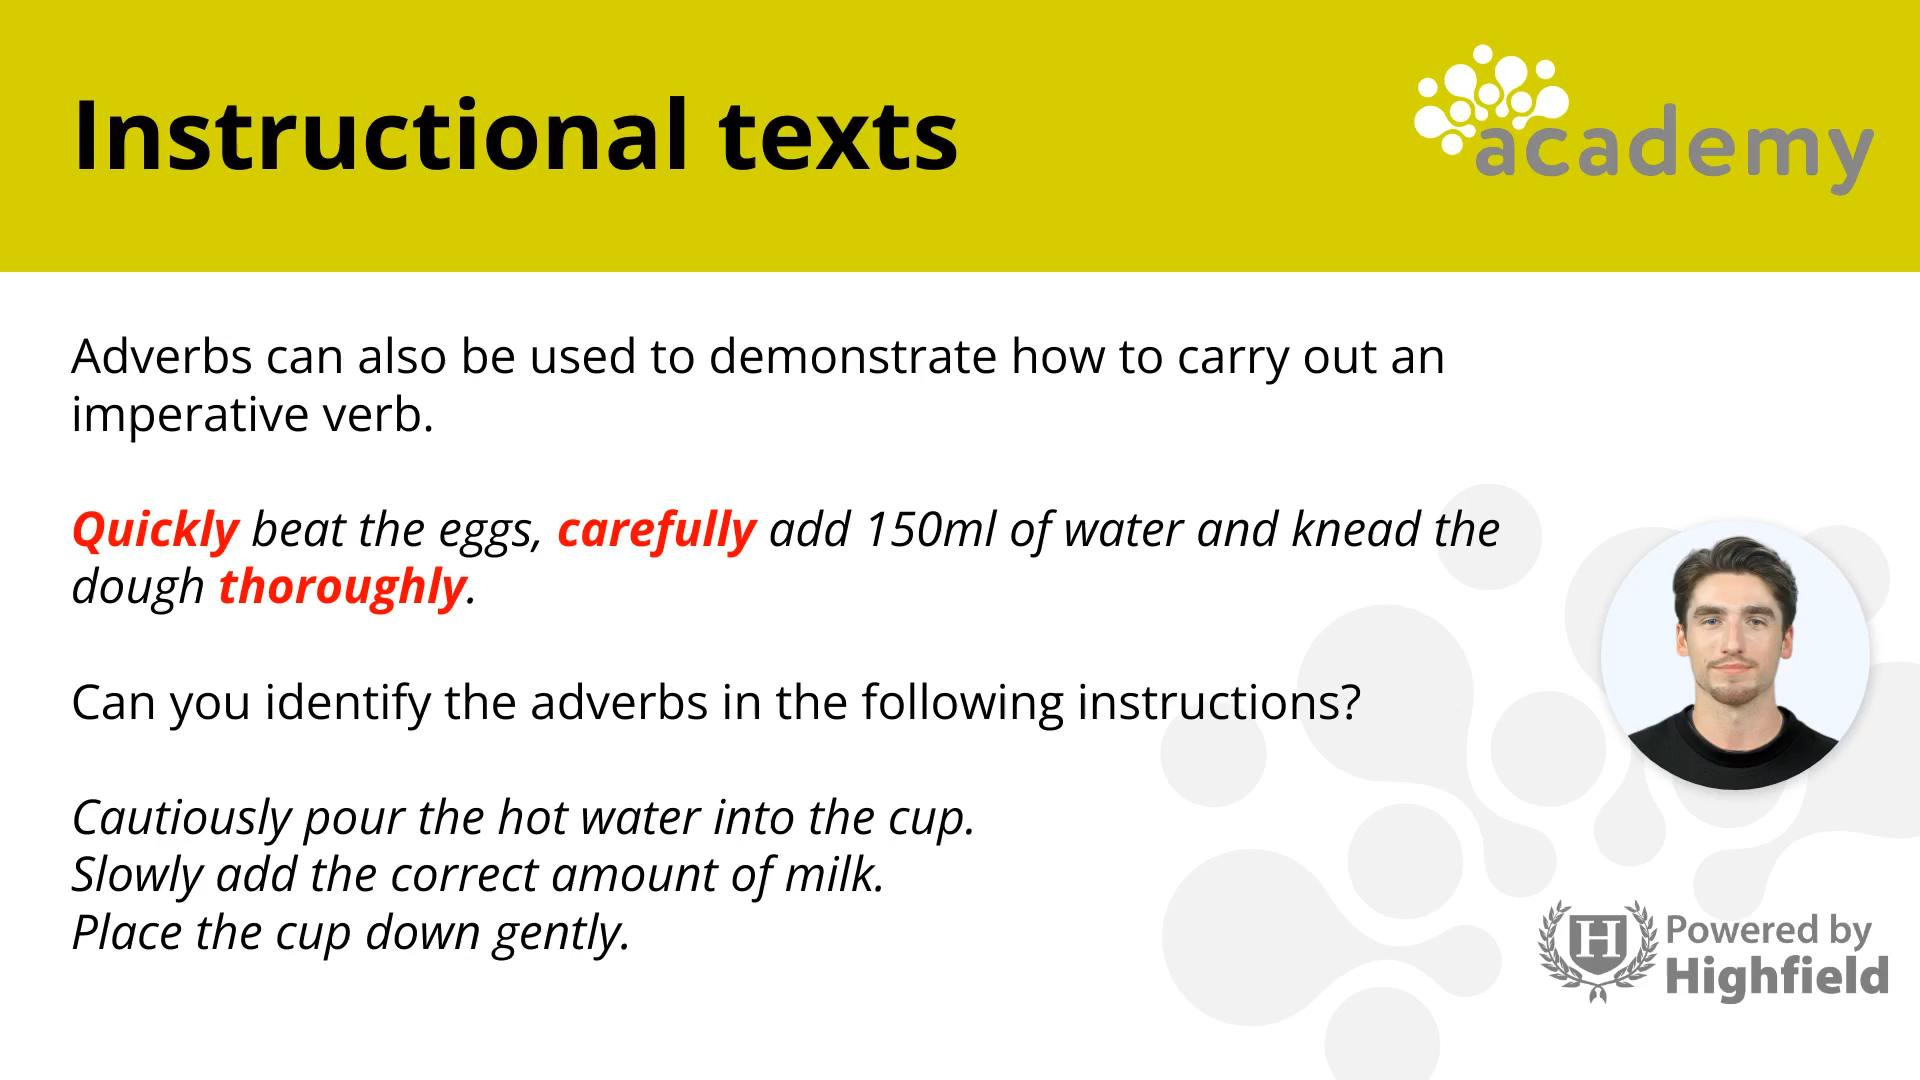 Instructional texts
academy
Adverbs can also be used to demonstrate how to carry out an
imperative verb.
Quickly beat the eggs, carefully add 150ml of water and knead the
dough thoroughly.
Can you identify the adverbs in the following instructions?
Cautiously pour the hot water into the cup.
Slowly add the correct amount of milk.
Place the cup down gently.
H
Powered by
Highfield